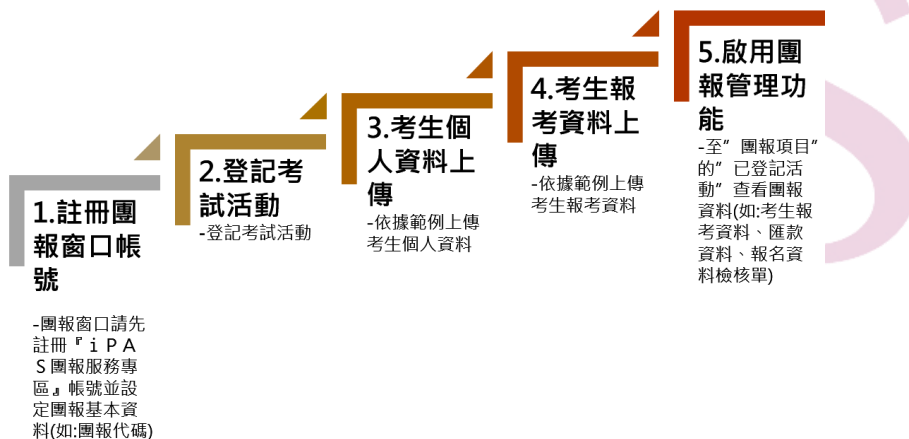 1.註冊團
報窗口帳
號
-團報窗口請先
註冊『ｉＰＡ
Ｓ團報服務專
區』帳號並設
定團報基本資
料(如:團報代碼)
2.登記考
試活動
-登記考試活動
3.考生個
人資料上
傳
-依據範例上傳
考生個人資料
4.考生報
考資料上
傳
-依據範例上傳
考生報考資料
5.啟用團
報管理功
能
-至”團報項目”
的”已登記活
動”查看團報
資料(如:考生報
考資料、匯款
資料、報名資
料檢核單)